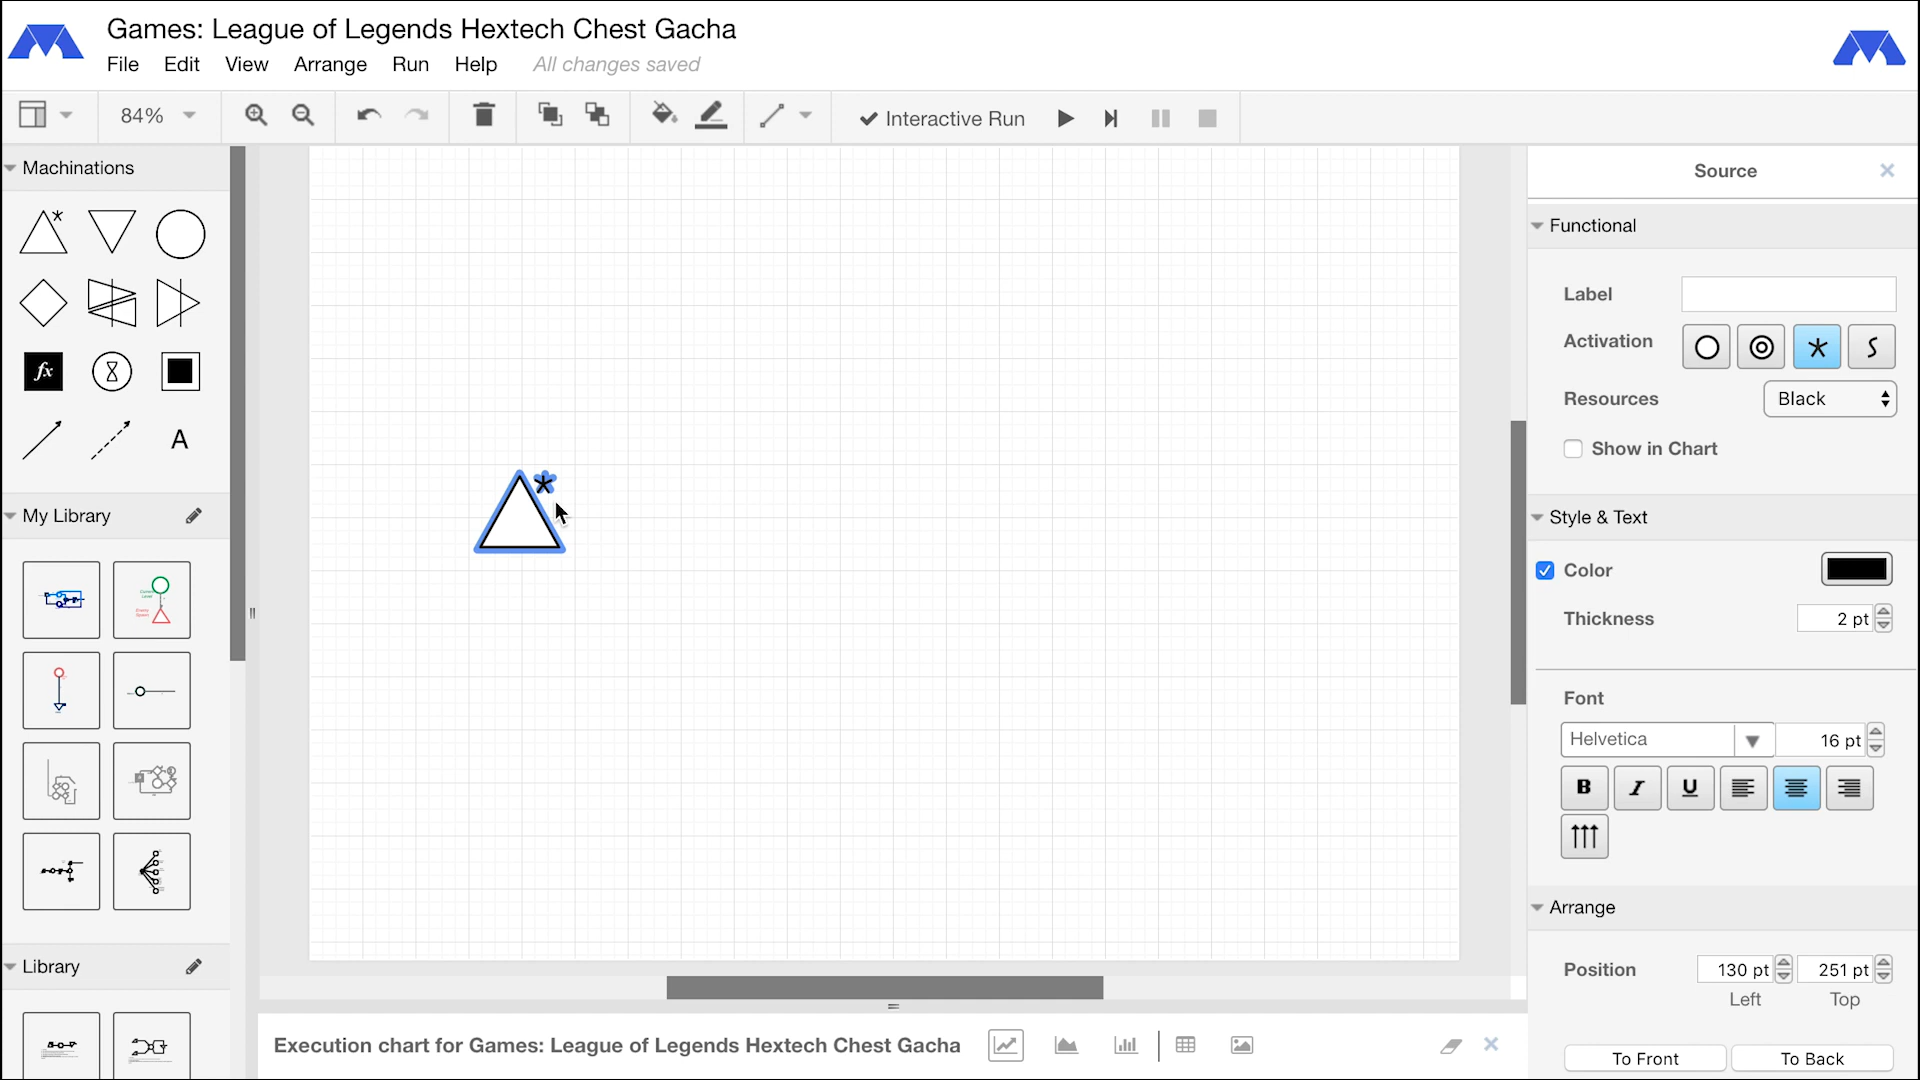 Games: League of Legends Hextech Chest Gacha
File Edit View Arrange Run Help All changes saved
84% Interactive Run
Machinations
fx
A
My Library
Library
Source
Functional
Label
Activation
Resources Black
Show in Chart
Style & Text
Color
Thickness 2 pt
Font
Helvetica 16 pt
B I U
Arrange
Position 130 pt 251 pt
Left Top
To Front To Back
Execution chart for Games: League of Legends Hextech Chest Gacha